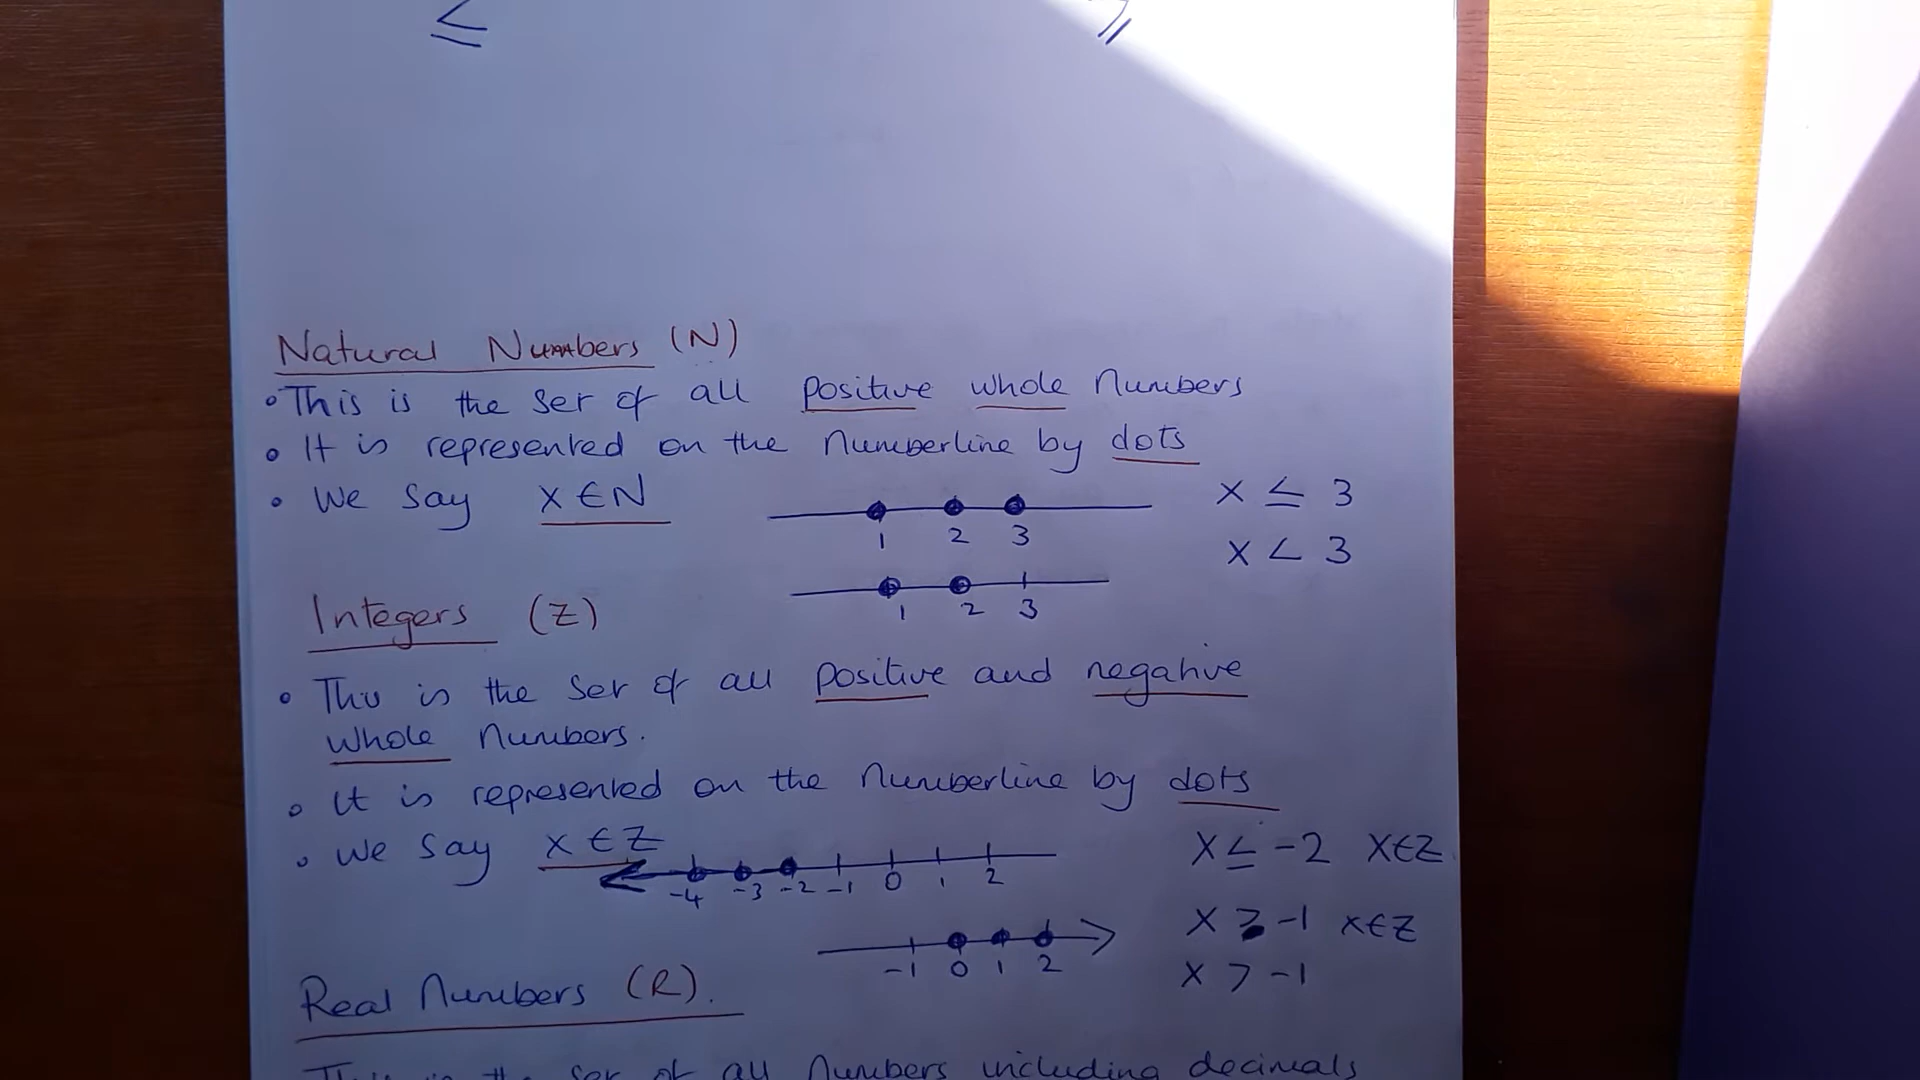 ≤ ≥
Natural Numbers (N)
• This is the set of all positive whole numbers
• It is represented on the numberline by dots
• We say x ∈ N
1 2 3
x ≤ 3
x < 3
1 2 3
Integers (Z)
• This is the set of all positive and negative
whole numbers.
• It is represented on the numberline by dots
• We say x ∈ Z
-4 -3 -2 -1 0 1 2
x ≤ -2 x∈Z
-1 0 1 2
x -1 x∈Z
x > -1
Real Numbers (R).
This is the set of all numbers including decimals